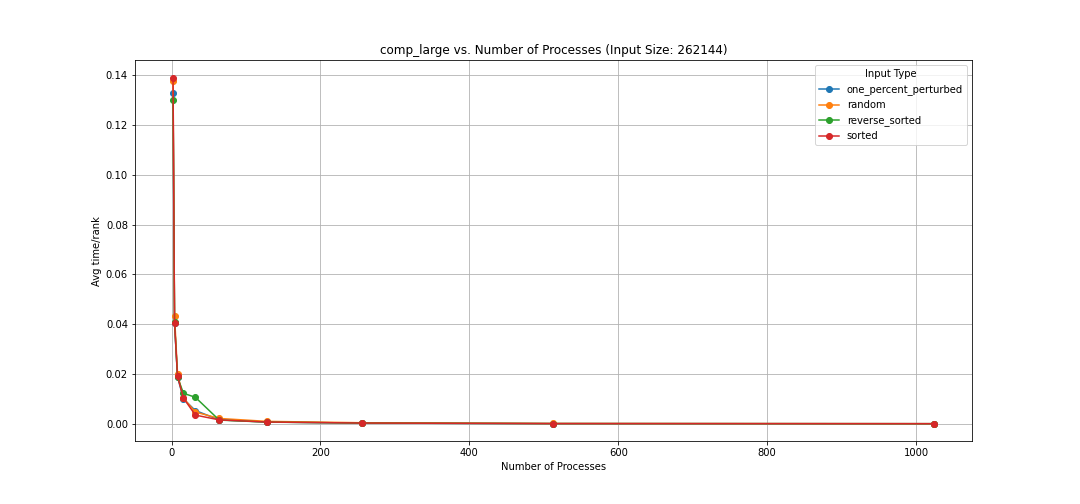 comp_large vs. Number of Processes (Input Size: 262144)
Input Type
one_percent_perturbed
random
reverse_sorted
sorted
Avg time/rank
0.14
0.12
0.10
0.08
0.06
0.04
0.02
0.00
0
200
400
600
800
1000
Number of Processes